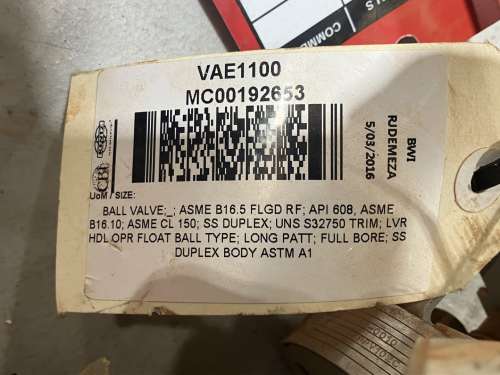 VAE1100
MC00192653
BWI
RIDEMEZA
5/03/2016
CBI
UoM / SIZE:
BALL VALVE;_; ASME B16.5 FLGD RF; API 608, ASME
B16.10; ASME CL 150; SS DUPLEX; UNS S32750 TRIM; LVR
HDL OPR FLOAT BALL TYPE; LONG PATT; FULL BORE; SS
DUPLEX BODY ASTM A1